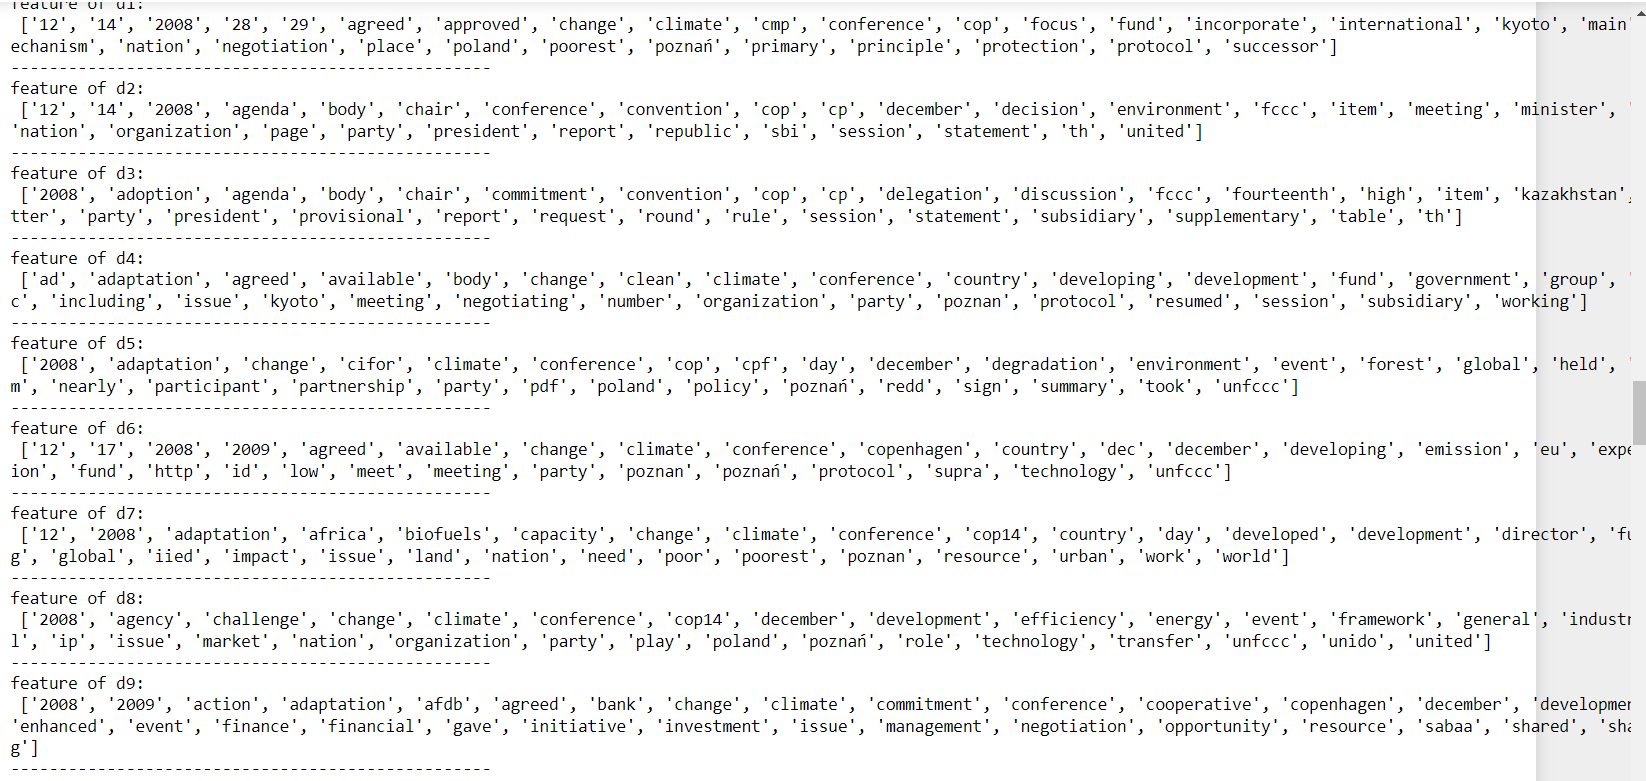 feature of d1:
['12', '14', '2008', '28', '29', 'agreed', 'approved', 'change', 'climate', 'cmp', 'conference', 'cop', 'focus', 'fund', 'incorporate', 'international', 'kyoto', 'main'
echanism', 'nation', 'negotiation', 'place', 'poland', 'poorest', 'poznań', 'primary', 'principle', 'protection', 'protocol', 'successor']
--------------------------------------------------
feature of d2:
['12', '14', '2008', 'agenda', 'body', 'chair', 'conference', 'convention', 'cop', 'cp', 'december', 'decision', 'environment', 'fccc', 'item', 'meeting', 'minister', '
'nation', 'organization', 'page', 'party', 'president', 'report', 'republic', 'sbi', 'session', 'statement', 'th', 'united']
--------------------------------------------------
feature of d3:
['2008', 'adoption', 'agenda', 'body', 'chair', 'commitment', 'convention', 'cop', 'cp', 'delegation', 'discussion', 'fccc', 'fourteenth', 'high', 'item', 'kazakhstan',
tter', 'party', 'president', 'provisional', 'report', 'request', 'round', 'rule', 'session', 'statement', 'subsidiary', 'supplementary', 'table', 'th']
--------------------------------------------------
feature of d4:
['ad', 'adaptation', 'agreed', 'available', 'body', 'change', 'clean', 'climate', 'conference', 'country', 'developing', 'development', 'fund', 'government', 'group', '
c', 'including', 'issue', 'kyoto', 'meeting', 'negotiating', 'number', 'organization', 'party', 'poznan', 'protocol', 'resumed', 'session', 'subsidiary', 'working']
--------------------------------------------------
feature of d5:
['2008', 'adaptation', 'change', 'cifor', 'climate', 'conference', 'cop', 'cpf', 'day', 'december', 'degradation', 'environment', 'event', 'forest', 'global', 'held', '
m', 'nearly', 'participant', 'partnership', 'party', 'pdf', 'poland', 'policy', 'poznań', 'redd', 'sign', 'summary', 'took', 'unfccc']
--------------------------------------------------
feature of d6:
['12', '17', '2008', '2009', 'agreed', 'available', 'change', 'climate', 'conference', 'copenhagen', 'country', 'dec', 'december', 'developing', 'emission', 'eu', 'expe
ion', 'fund', 'http', 'id', 'low', 'meet', 'meeting', 'party', 'poznan', 'poznań', 'protocol', 'supra', 'technology', 'unfccc']
--------------------------------------------------
feature of d7:
['12', '2008', 'adaptation', 'africa', 'biofuels', 'capacity', 'change', 'climate', 'conference', 'cop14', 'country', 'day', 'developed', 'development', 'director', 'fu
g', 'global', 'iied', 'impact', 'issue', 'land', 'nation', 'need', 'poor', 'poorest', 'poznan', 'resource', 'urban', 'work', 'world']
--------------------------------------------------
feature of d8:
['2008', 'agency', 'challenge', 'change', 'climate', 'conference', 'cop14', 'december', 'development', 'efficiency', 'energy', 'event', 'framework', 'general', 'industr
l', 'ip', 'issue', 'market', 'nation', 'organization', 'party', 'play', 'poland', 'poznań', 'role', 'technology', 'transfer', 'unfccc', 'unido', 'united']
--------------------------------------------------
feature of d9:
['2008', '2009', 'action', 'adaptation', 'afdb', 'agreed', 'bank', 'change', 'climate', 'commitment', 'conference', 'cooperative', 'copenhagen', 'december', 'developmen
'enhanced', 'event', 'finance', 'financial', 'gave', 'initiative', 'investment', 'issue', 'management', 'negotiation', 'opportunity', 'resource', 'sabaa', 'shared', 'sha
g']
--------------------------------------------------